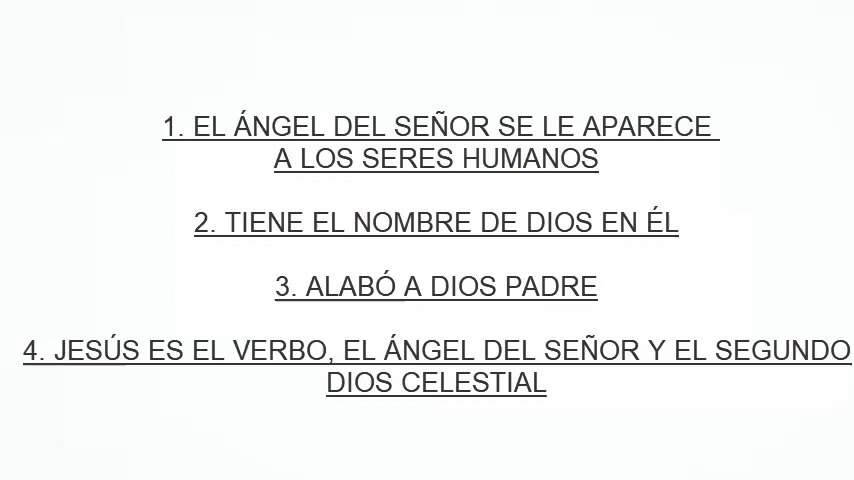 1. EL ÁNGEL DEL SEÑOR SE LE APARECE
A LOS SERES HUMANOS
2. TIENE EL NOMBRE DE DIOS EN ÉL
3. ALABÓ A DIOS PADRE
4. JESÚS ES EL VERBO, EL ÁNGEL DEL SEÑOR Y EL SEGUNDO
DIOS CELESTIAL